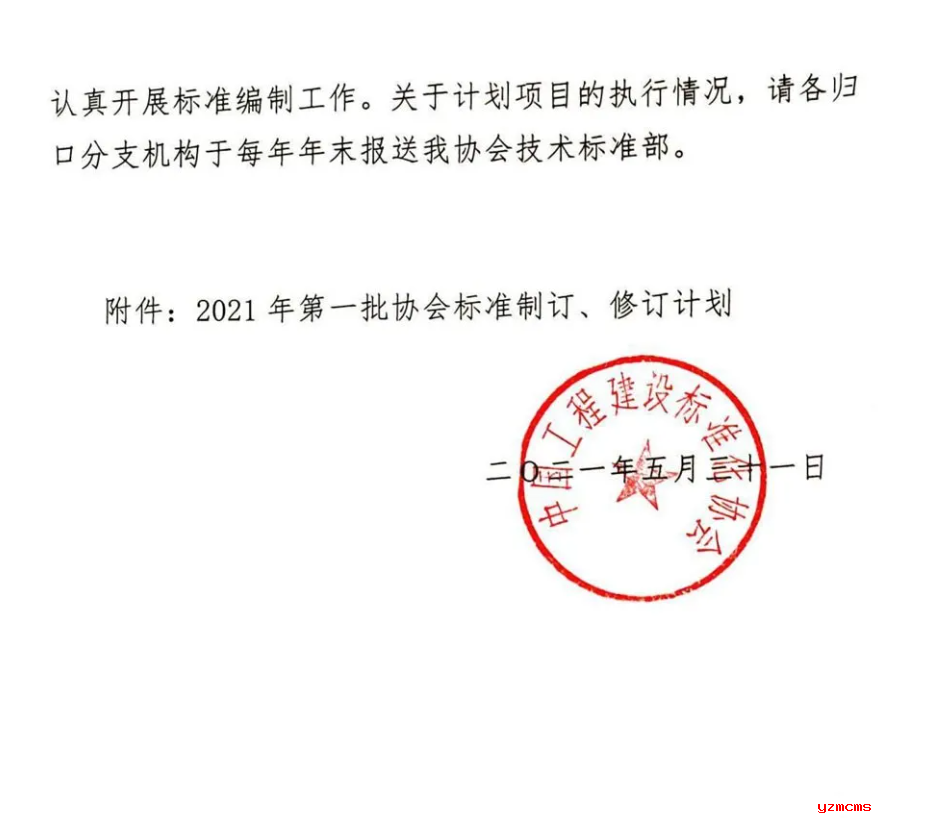 认真开展标准编制工作。关于计划项目的执行情况，请各归
口分支机构于每年年末报送我协会技术标准部。
附件：2021年第一批协会标准制订、修订计划
中国工程建设标准化协会
二〇二一年五月三十一日
yzmcms